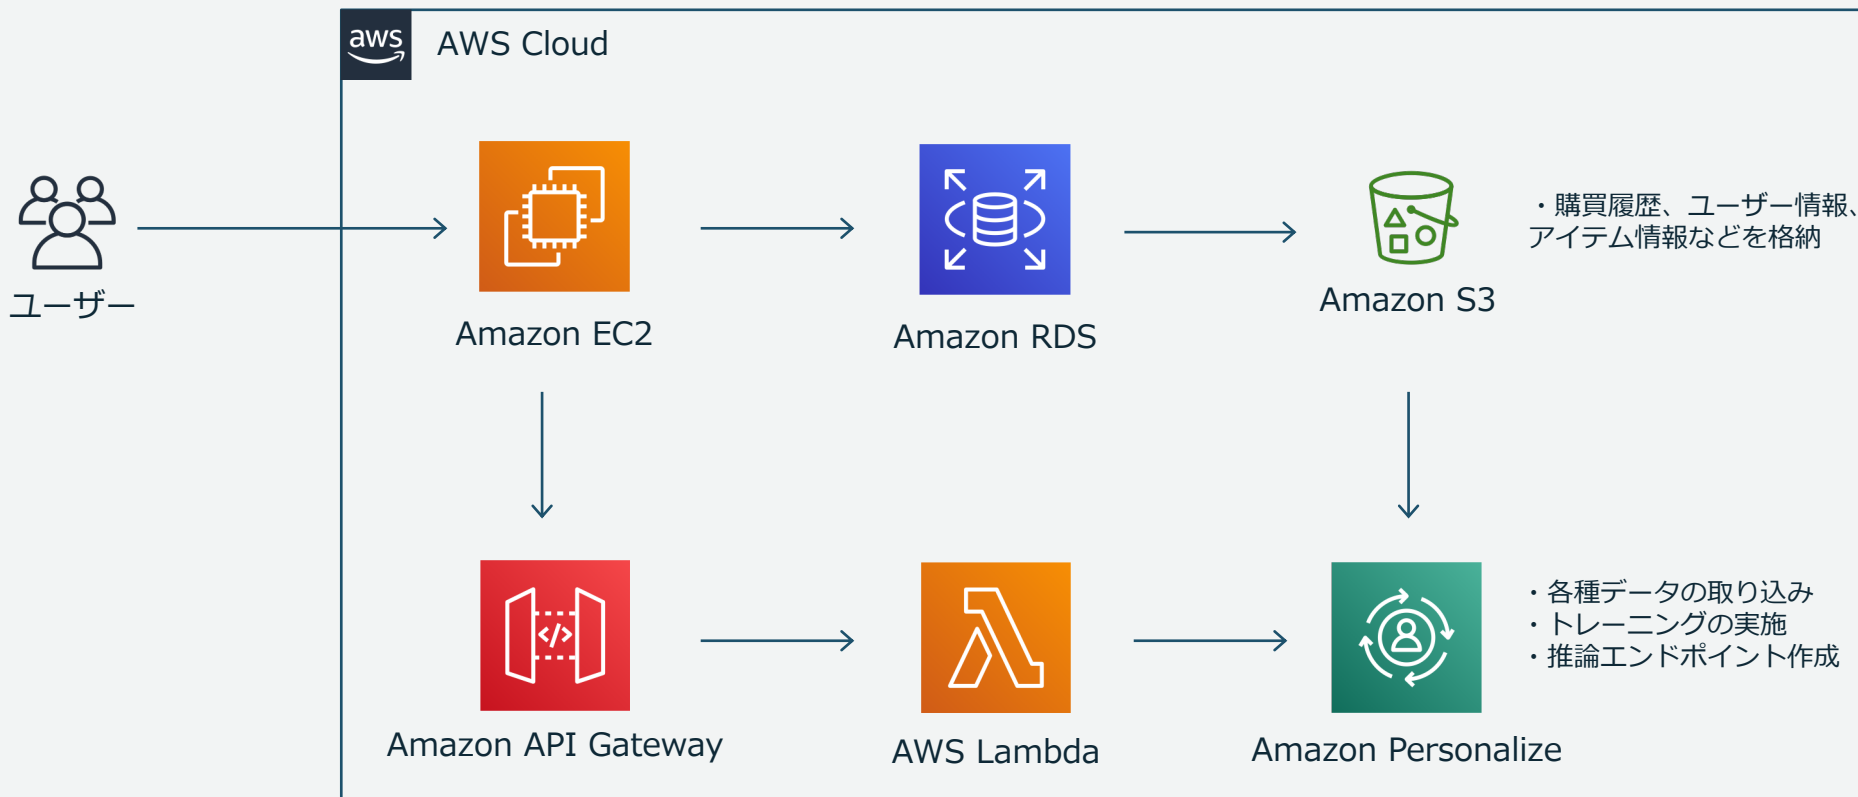 aws
AWS Cloud
ユーザー
Amazon EC2
Amazon RDS
Amazon S3
・購買履歴、ユーザー情報、
アイテム情報などを格納
Amazon API Gateway
AWS Lambda
Amazon Personalize
・各種データの取り込み
・トレーニングの実施
・推論エンドポイント作成